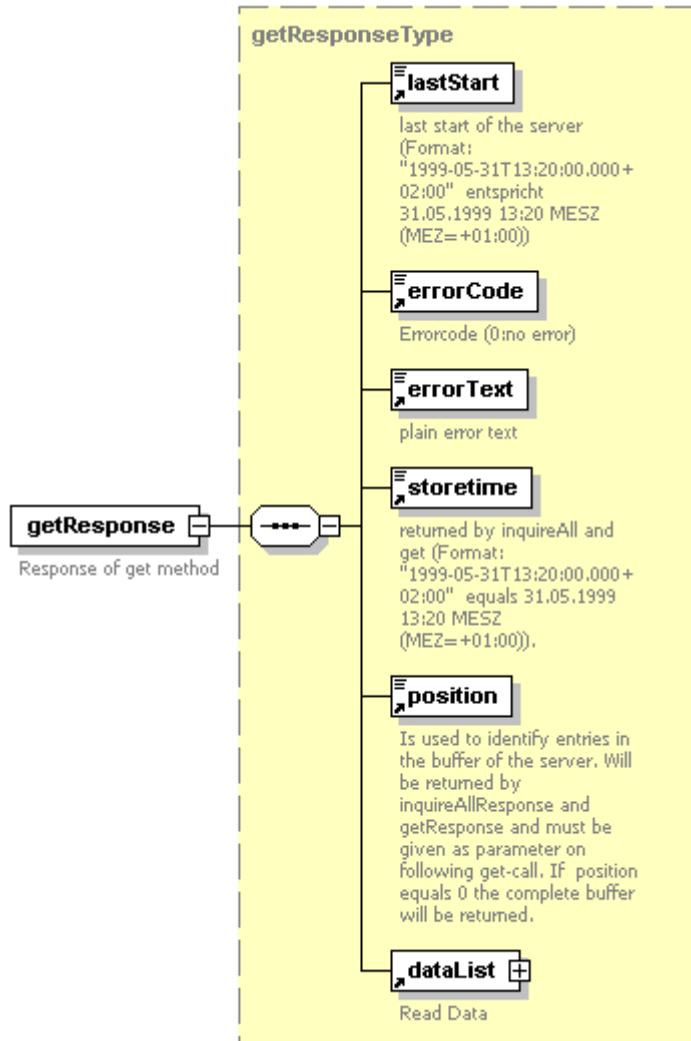 getResponseType
lastStart
last start of the server
(Format:
"1999-05-31T13:20:00.000+
02:00"  entspricht
31.05.1999 13:20 MESZ
(MEZ=+01:00))
errorCode
Errorcode (0:no error)
errorText
plain error text
storetime
returned by inquireAll and
get (Format:
"1999-05-31T13:20:00.000+
02:00"  equals 31.05.1999
13:20 MESZ
(MEZ=+01:00)).
getResponse
Response of get method
position
Is used to identify entries in
the buffer of the server. Will
be returned by
inquireAllResponse and
getResponse and must be
given as parameter on
following get-call. If  position
equals 0 the complete buffer
will be returned.
dataList
Read Data